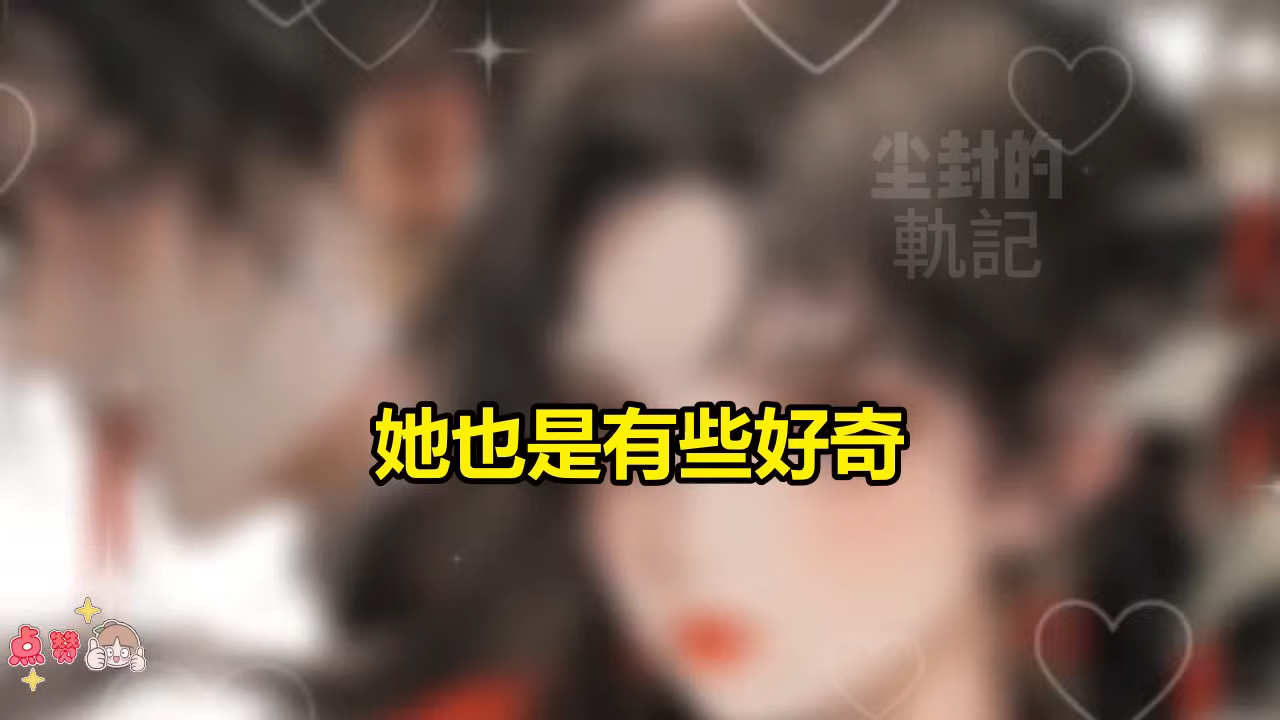 尘封的
軌記
她也是有些好奇
点赞